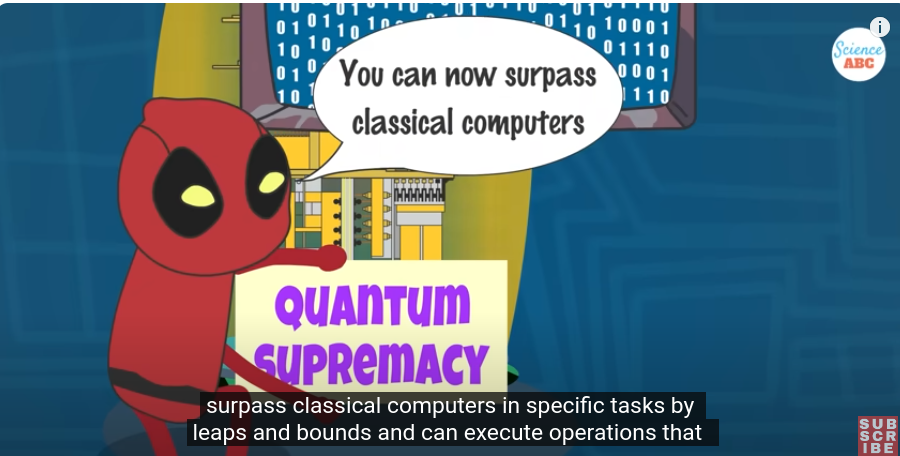 You can now surpass
classical computers
i
Science
ABC
QUANTUM
SUPREMACY
surpass classical computers in specific tasks by
leaps and bounds and can execute operations that
SUB
SCR
IBE